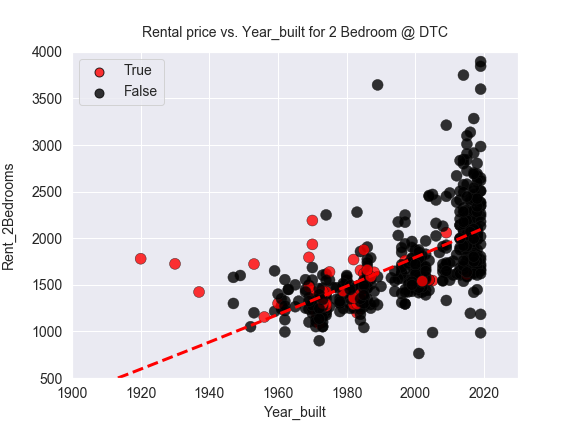 Rental price vs. Year_built for 2 Bedroom @ DTC
True
False
4000
3500
3000
2500
2000
1500
1000
500
Rent_2Bedrooms
1900 1920 1940 1960 1980 2000 2020
Year_built